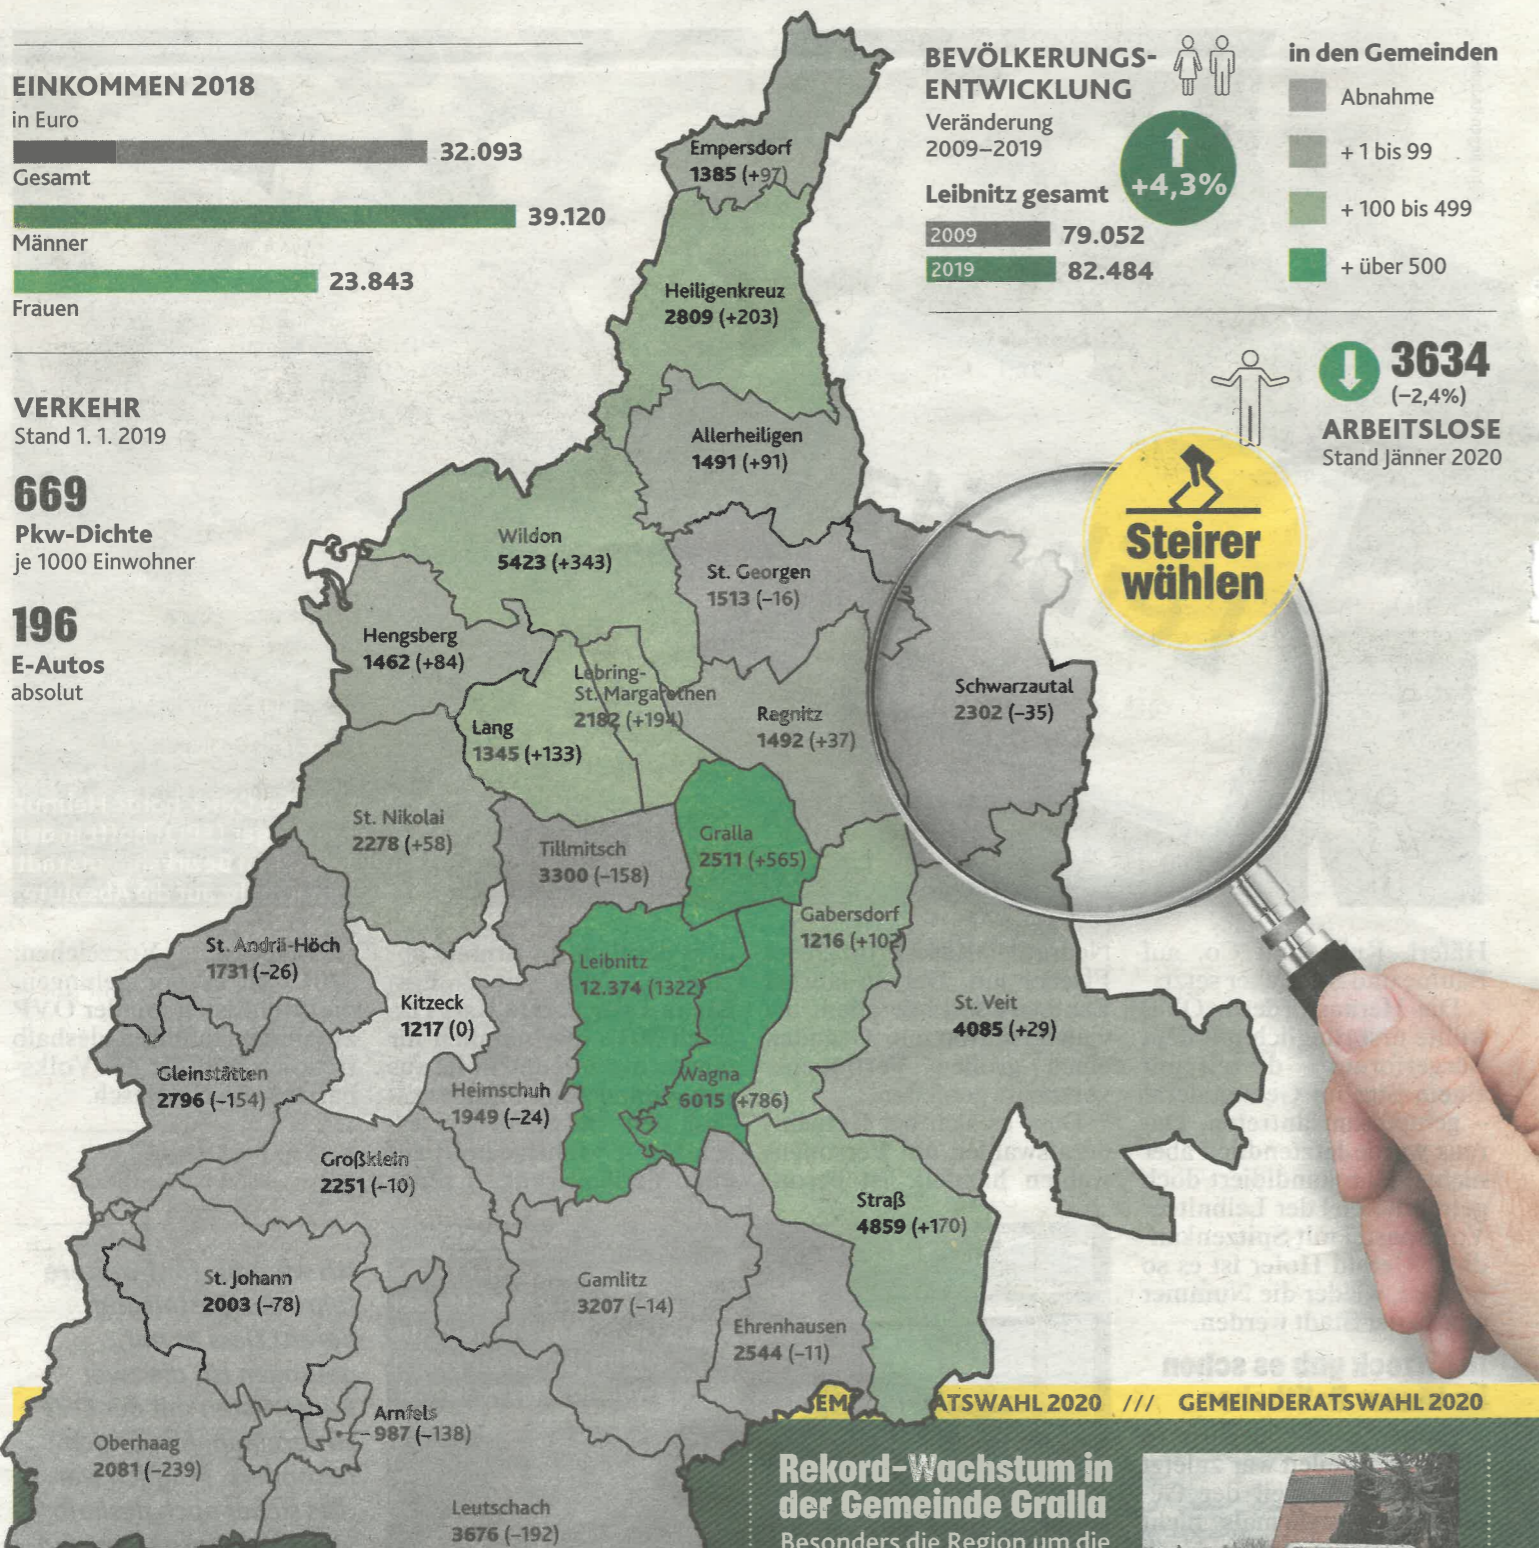 EINKOMMEN 2018
in Euro
32.093
Gesamt
39.120
Männer
23.843
Frauen
VERKEHR
Stand 1. 1. 2019
669
Pkw-Dichte
je 1000 Einwohner
196
E-Autos
absolut
BEVÖLKERUNGS-
ENTWICKLUNG
Veränderung
2009–2019
+4,3%
Leibnitz gesamt
2009 79.052
2019 82.484
in den Gemeinden
Abnahme
+ 1 bis 99
+ 100 bis 499
+ über 500
3634
(–2,4%)
ARBEITSLOSE
Stand Jänner 2020
Steirer
wählen
Empersdorf
1385 (+97)
Heiligenkreuz
2809 (+203)
Allerheiligen
1491 (+91)
Wildon
5423 (+343)
St. Georgen
1513 (–16)
Hengsberg
1462 (+84)
Lebring-
St. Margarethen
2182 (+194)
Schwarzautal
2302 (–35)
Lang
1345 (+133)
Ragnitz
1492 (+37)
St. Nikolai
2278 (+58)
Tillmitsch
3300 (–158)
Gralla
2511 (+565)
Gabersdorf
1216 (+102)
St. Andrä-Höch
1731 (–26)
Leibnitz
12.374 (1322)
Kitzeck
1217 (0)
St. Veit
4085 (+29)
Gleinstätten
2796 (–154)
Heimschuh
1949 (–24)
Wagna
6015 (+786)
Großklein
2251 (–10)
Straß
4859 (+170)
St. Johann
2003 (–78)
Gamlitz
3207 (–14)
Ehrenhausen
2544 (–11)
Arnfels
987 (–138)
Oberhaag
2081 (–239)
Leutschach
3676 (–192)
EM ATSWAHL 2020 /// GEMEINDERATSWAHL 2020
Rekord-Wachstum in
der Gemeinde Gralla
Besonders die Region um die